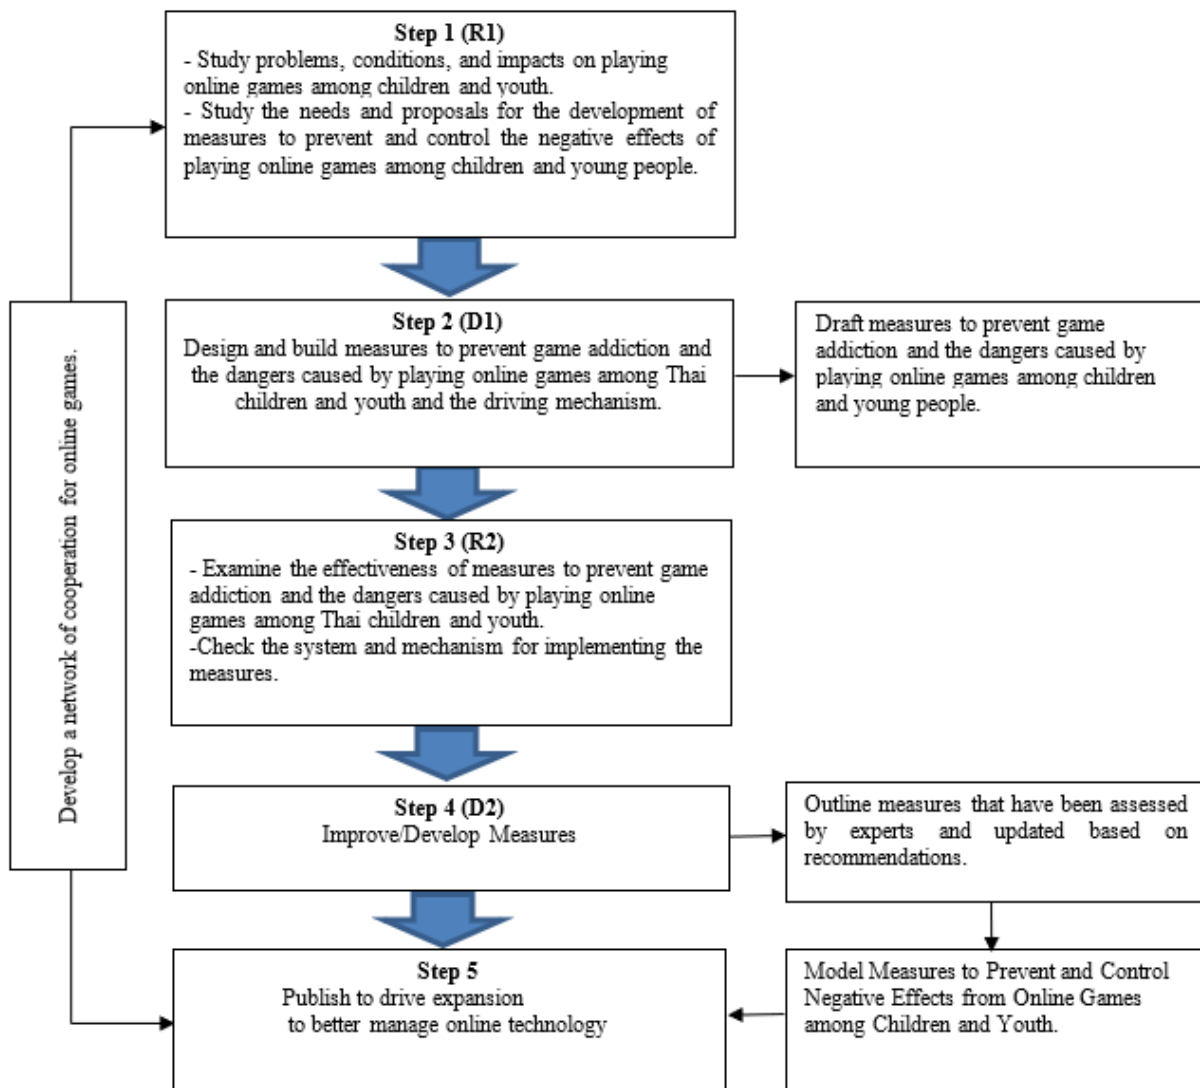 Step 1 (R1)
- Study problems, conditions, and impacts on playing
online games among children and youth.
- Study the needs and proposals for the development of
measures to prevent and control the negative effects of
playing online games among children and young people.
Develop a network of cooperation for online games.
Step 2 (D1)
Design and build measures to prevent game addiction and
the dangers caused by playing online games among Thai
children and youth and the driving mechanism.
Draft measures to prevent game
addiction and the dangers caused by
playing online games among children
and young people.
Step 3 (R2)
- Examine the effectiveness of measures to prevent game
addiction and the dangers caused by playing online
games among Thai children and youth.
-Check the system and mechanism for implementing the
measures.
Step 4 (D2)
Improve/Develop Measures
Outline measures that have been assessed
by experts and updated based on
recommendations.
Step 5
Publish to drive expansion
to better manage online technology
Model Measures to Prevent and Control
Negative Effects from Online Games
among Children and Youth.